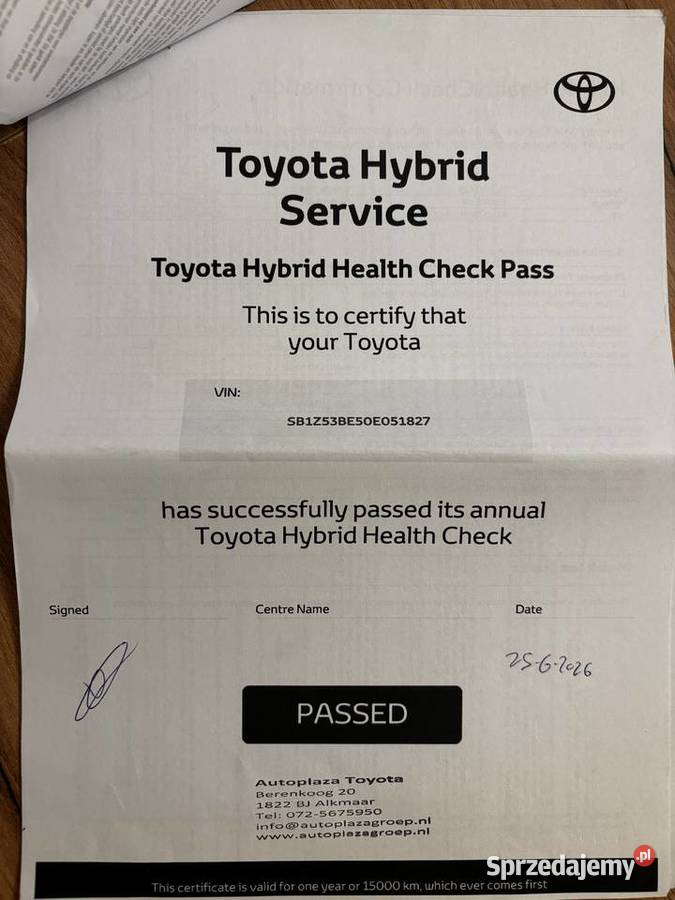 Toyota Hybrid
Service
Toyota Hybrid Health Check Pass
This is to certify that
your Toyota
VIN:
SB1Z53BE50E051827
has successfully passed its annual
Toyota Hybrid Health Check
Signed Centre Name Date
25-6-2026
PASSED
Autoplaza Toyota
Berenkoog 20
1822 BJ Alkmaar
Tel: 072-5675950
info@autoplazagroep.nl
www.autoplazagroep.nl
This certificate is valid for one year or 15000 km, which ever comes first
Sprzedajemy.pl